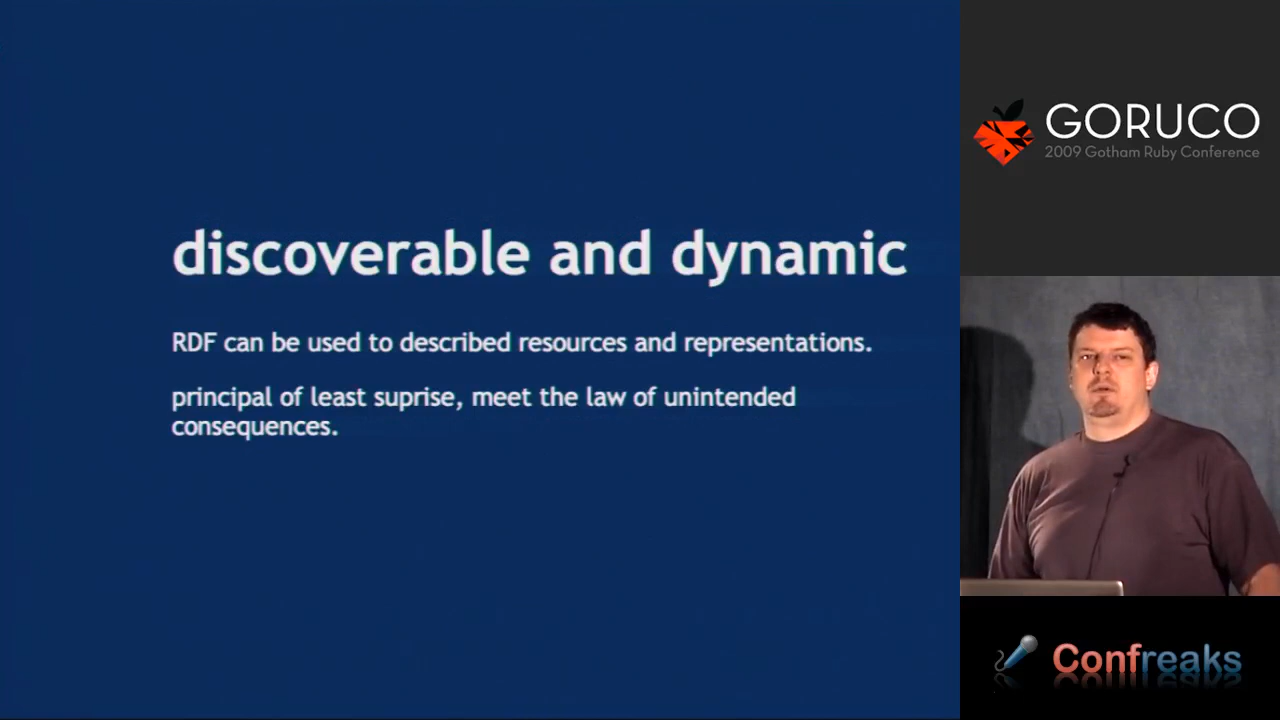 discoverable and dynamic
RDF can be used to described resources and representations.
principal of least suprise, meet the law of unintended
consequences.
GORUCO
2009 Gotham Ruby Conference
Confreaks